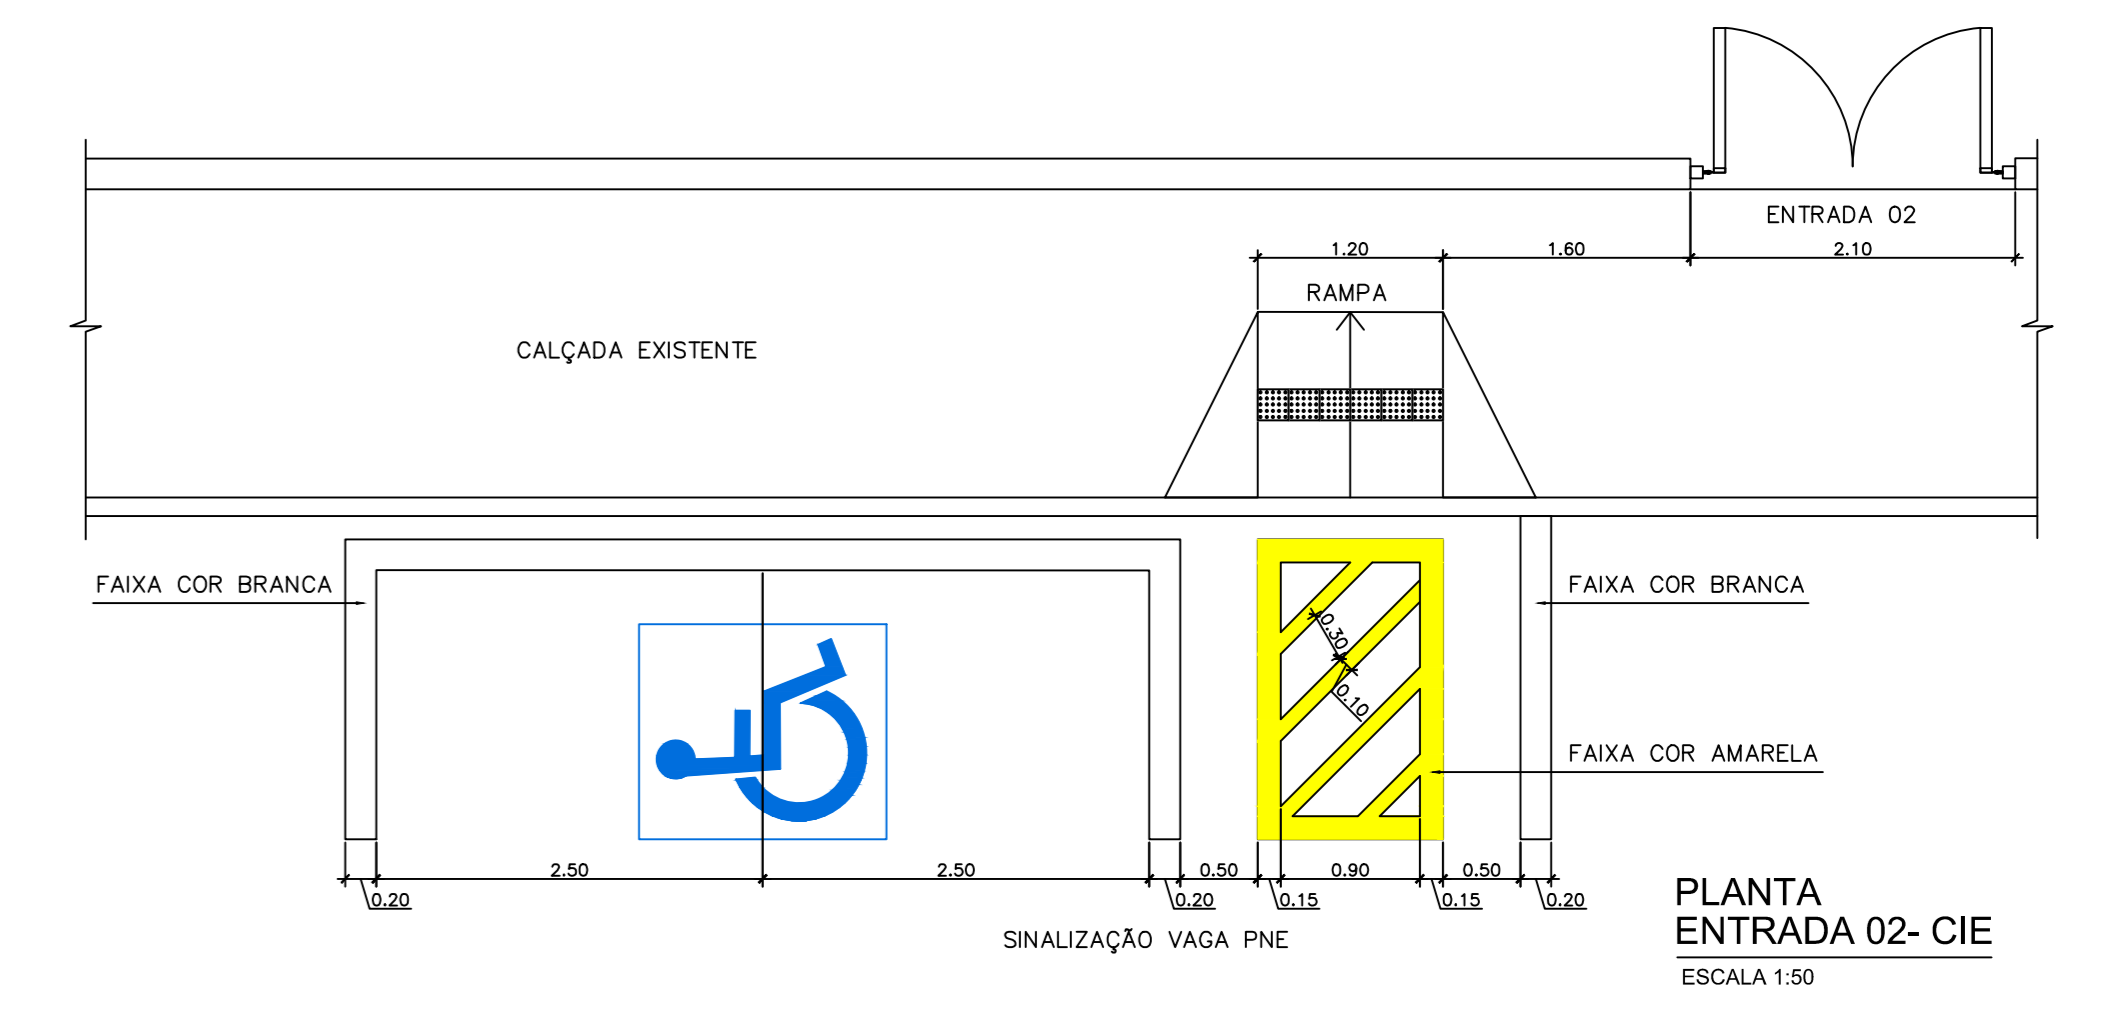 ENTRADA 02
1.20
1.60
2.10
RAMPA
CALÇADA EXISTENTE
FAIXA COR BRANCA
FAIXA COR BRANCA
0.30
0.10
FAIXA COR AMARELA
2.50
2.50
0.50
0.90
0.50
0.20
0.20
0.15
0.15
0.20
SINALIZAÇÃO VAGA PNE
PLANTA
ENTRADA 02- CIE
ESCALA 1:50